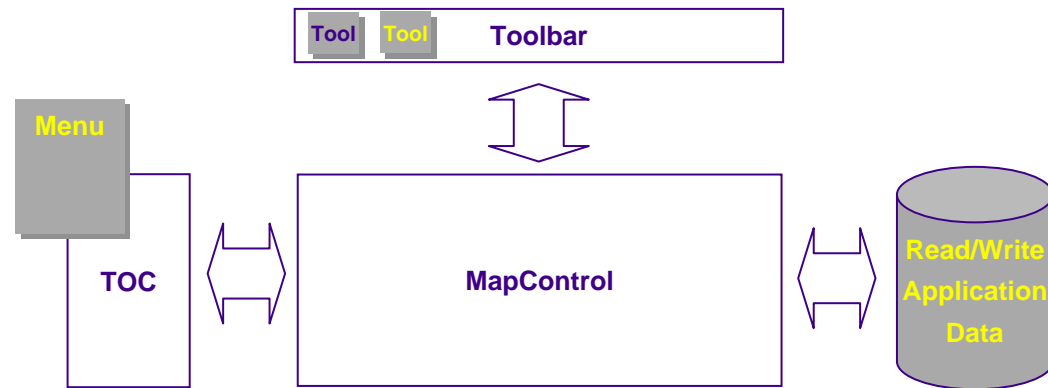 Tool Tool Toolbar
Menu
TOC
MapControl
Read/Write
Application
Data